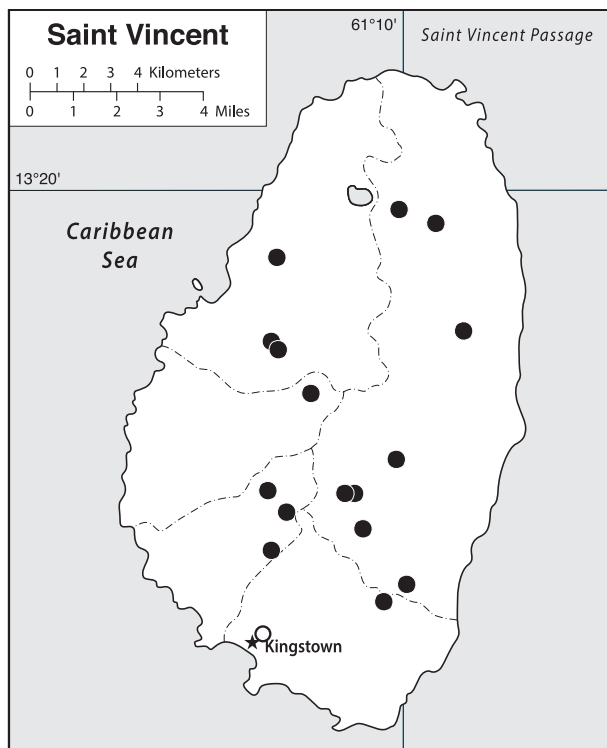 Saint Vincent
0 1 2 3 4 Kilometers
0 1 2 3 4 Miles
61°10'
Saint Vincent Passage
13°20'
Caribbean
Sea
Kingstown